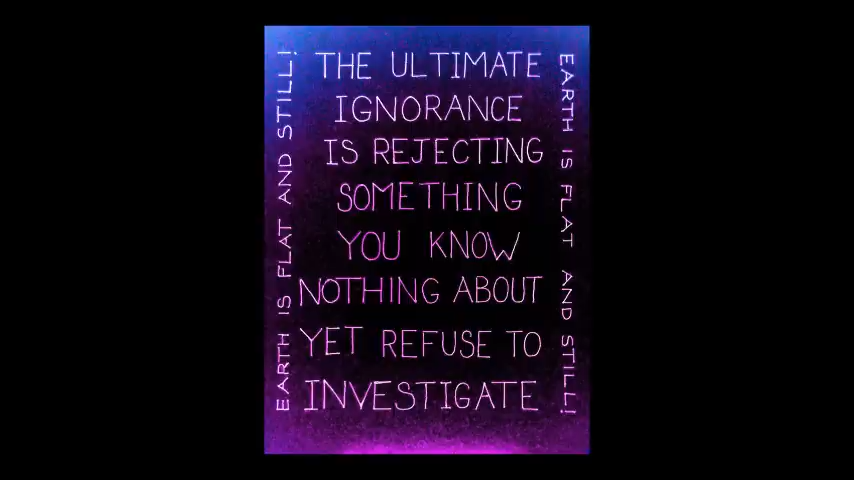 EARTH IS FLAT AND STILL!
THE ULTIMATE
IGNORANCE
IS REJECTING
SOMETHING
YOU KNOW
NOTHING ABOUT
YET REFUSE TO
INVESTIGATE
EARTH IS FLAT AND STILL!